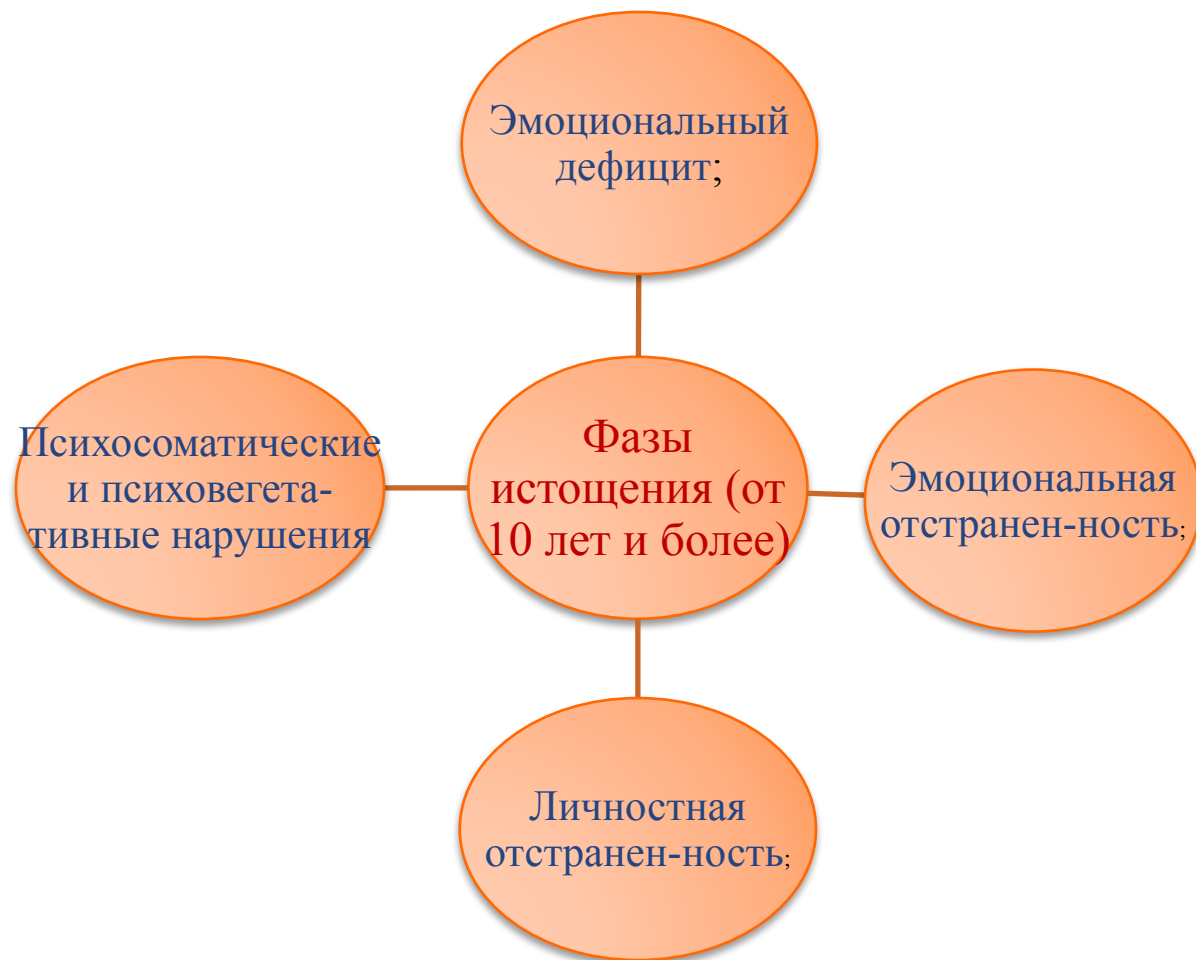 Эмоциональный
дефицит;
Психосоматические
и психовегета-
тивные нарушения
Фазы
истощения (от
10 лет и более)
Эмоциональная
отстранен-ность;
Личностная
отстранен-ность;